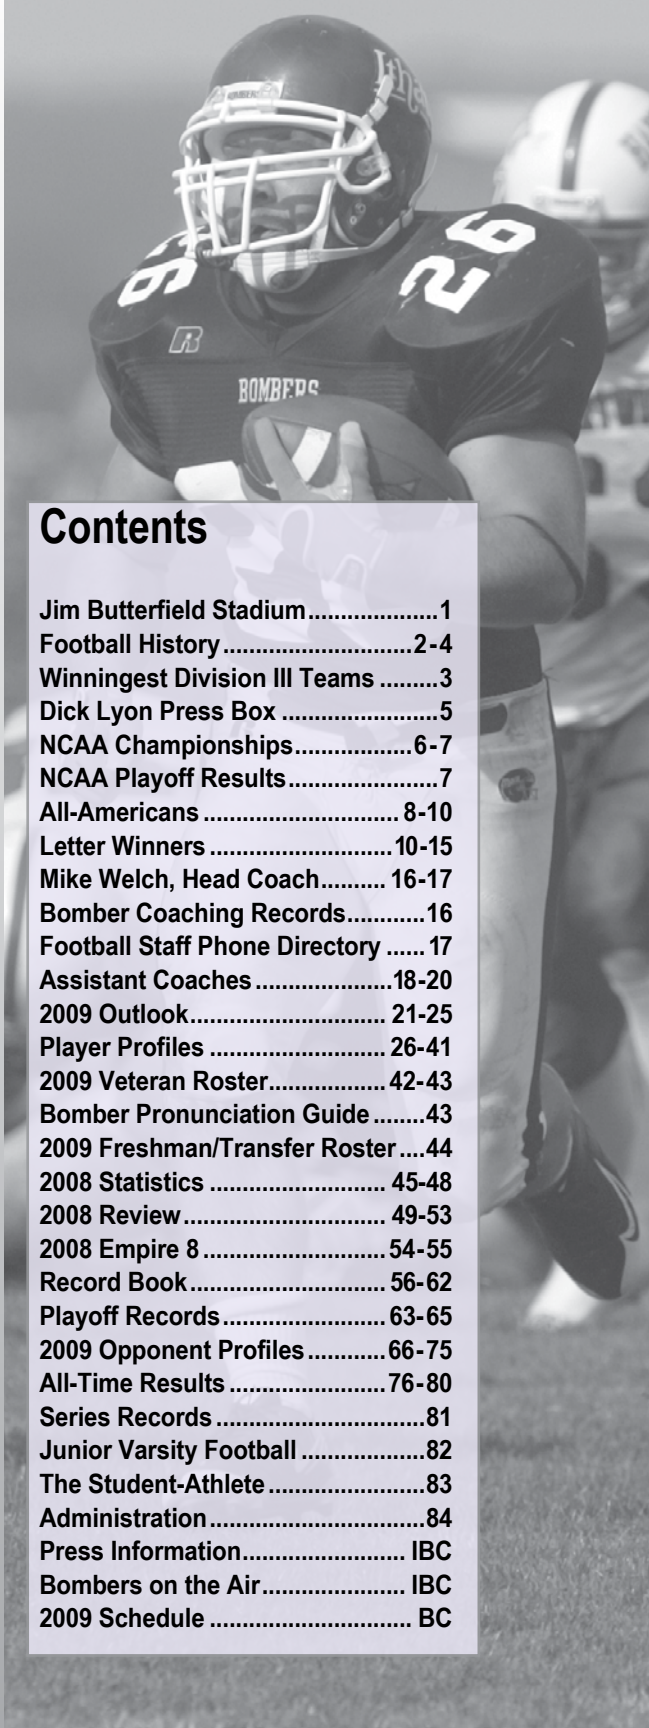 Ithaca
BOMBERS
26
26
R
BOMBERS
Contents
Jim Butterfield Stadium....................1
Football History.............................2-4
Winningest Division III Teams .........3
Dick Lyon Press Box ........................5
NCAA Championships..................6-7
NCAA Playoff Results.......................7
All-Americans .............................. 8-10
Letter Winners ............................10-15
Mike Welch, Head Coach.......... 16-17
Bomber Coaching Records............16
Football Staff Phone Directory ...... 17
Assistant Coaches .....................18-20
2009 Outlook.............................. 21-25
Player Profiles ........................... 26-41
2009 Veteran Roster.................. 42-43
Bomber Pronunciation Guide ........43
2009 Freshman/Transfer Roster ....44
2008 Statistics ........................... 45-48
2008 Review............................... 49-53
2008 Empire 8 ............................54-55
Record Book.............................. 56-62
Playoff Records......................... 63-65
2009 Opponent Profiles ............66-75
All-Time Results ........................76-80
Series Records ................................81
Junior Varsity Football ...................82
The Student-Athlete ........................83
Administration.................................84
Press Information......................... IBC
Bombers on the Air....................... IBC
2009 Schedule ............................... BC